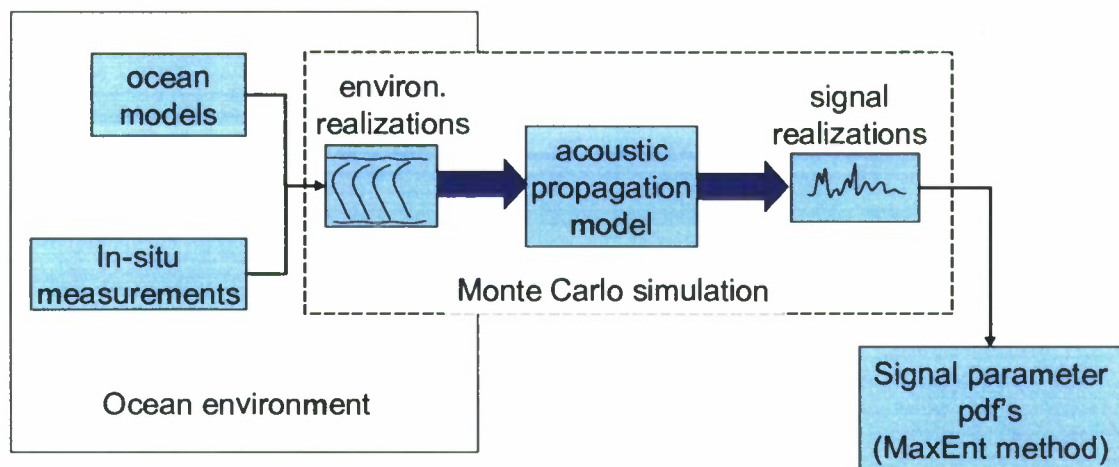 ocean
models
environ.
realizations
signal
realizations
acoustic
propagation
model
In-situ
measurements
Monte Carlo simulation
Ocean environment
Signal parameter
pdf's
(MaxEnt method)